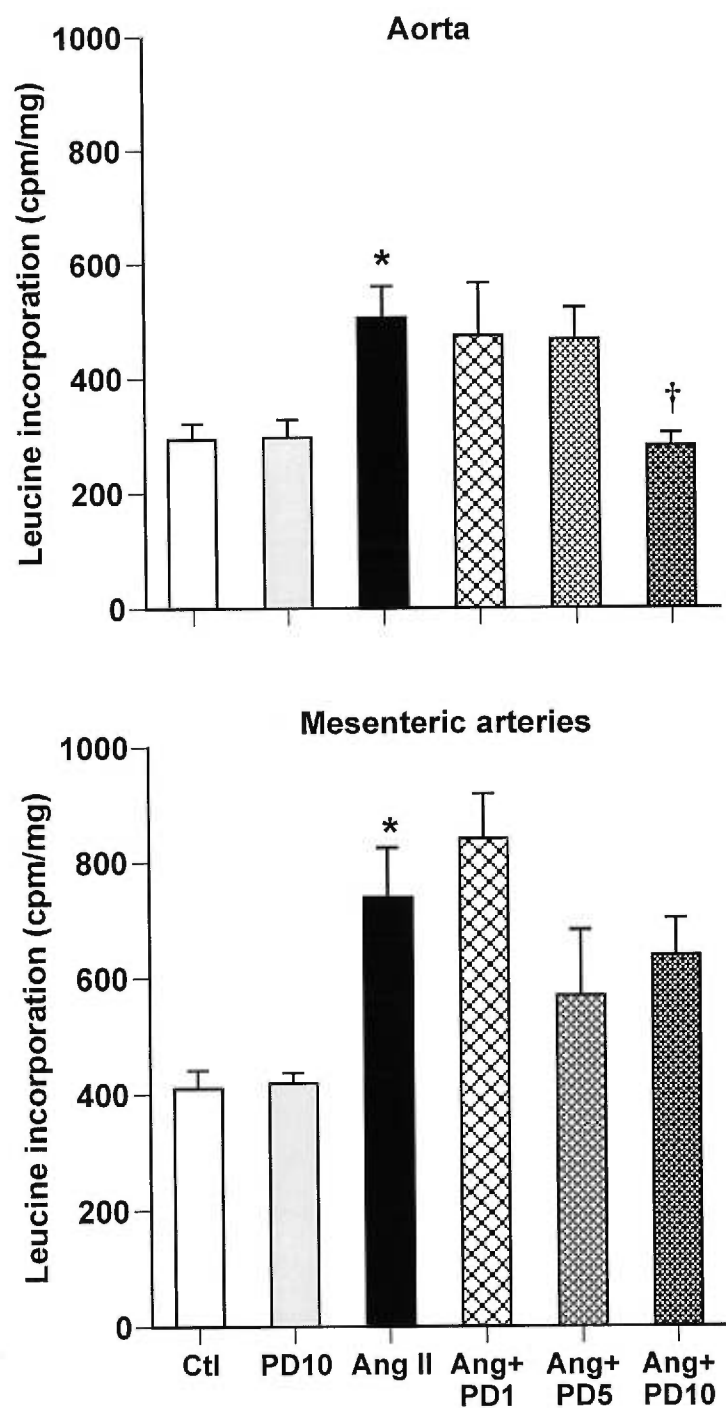 Aorta
Leucine incorporation (cpm/mg)
1000
800
600
400
200
0
*
†
Mesenteric arteries
Leucine incorporation (cpm/mg)
1000
800
600
400
200
0
*
Ctl PD10 Ang II Ang+ Ang+ Ang+
PD1 PD5 PD10